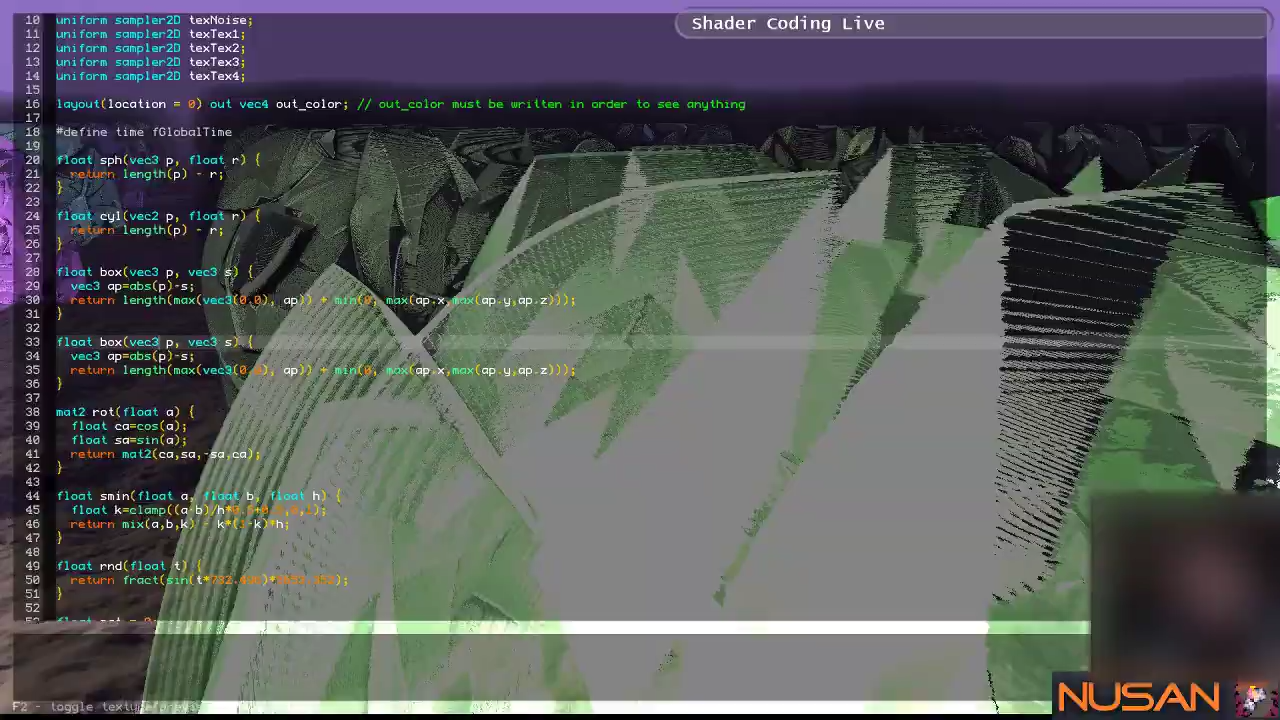 Shader Coding Live
10 uniform sampler2D texNoise;
11 uniform sampler2D texTex1;
12 uniform sampler2D texTex2;
13 uniform sampler2D texTex3;
14 uniform sampler2D texTex4;
15
16 layout(location = 0) out vec4 out_color; // out_color must be written in order to see anything
17
18 #define time fGlobalTime
19
20 float sph(vec3 p, float r) {
21 return length(p) - r;
22 }
23
24 float cyl(vec2 p, float r) {
25 return length(p) - r;
26 }
27
28 float box(vec3 p, vec3 s) {
29 vec3 ap=abs(p)-s;
30 return length(max(vec3(0.0), ap)) + min(0, max(ap.x,max(ap.y,ap.z)));
31 }
32
33 float box(vec3 p, vec3 s) {
34 vec3 ap=abs(p)-s;
35 return length(max(vec3(0.0), ap)) + min(0, max(ap.x,max(ap.y,ap.z)));
36 }
37
38 mat2 rot(float a) {
39 float ca=cos(a);
40 float sa=sin(a);
41 return mat2(ca,sa,-sa,ca);
42 }
43
44 float smin(float a, float b, float h) {
45 float k=clamp((a-b)/h*0.5+0.5,0,1);
46 return mix(a,b,k) - k*(1-k)*h;
47 }
48
49 float rnd(float t) {
50 return fract(sin(t*
51 }
52
F2 - toggle texture preview
NUSAN